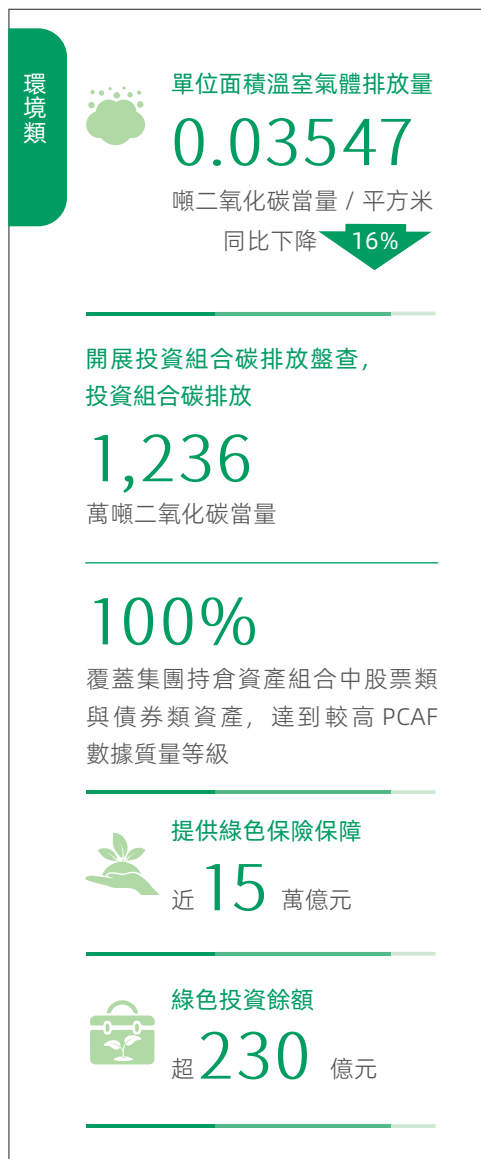 環境類
單位面積溫室氣體排放量
0.03547
噸二氧化碳當量 / 平方米
同比下降 16%
開展投資組合碳排放盤查,
投資組合碳排放
1,236
萬噸二氧化碳當量
100%
覆蓋集團持倉資產組合中股票類
與債券類資產, 達到較高 PCAF
數據質量等級
提供綠色保險保障
近 15 萬億元
綠色投資餘額
超 230 億元